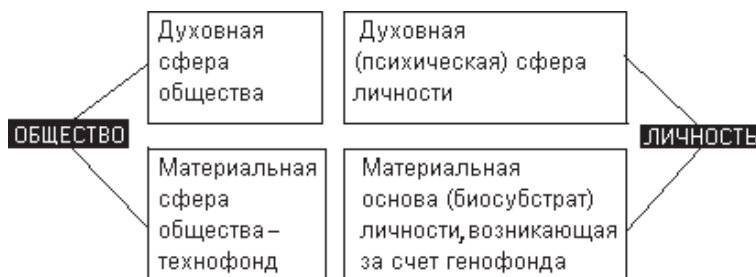 Духовная
сфера
общества
Духовная
(психическая) сфера
личности
ОБЩЕСТВО
ЛИЧНОСТЬ
Материальная
сфера
общества –
технофонд
Материальная
основа (биосубстрат)
личности, возникающая
за счет генофонда